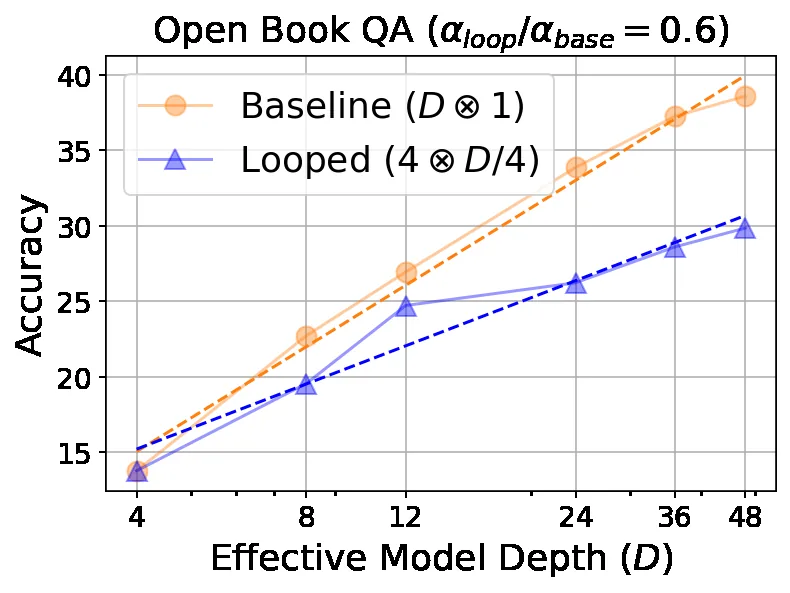 Open Book QA (α_loop/α_base = 0.6)
Baseline (D ⊗ 1)
Looped (4 ⊗ D/4)
Accuracy
40
35
30
25
20
15
4 8 12 24 36 48
Effective Model Depth (D)